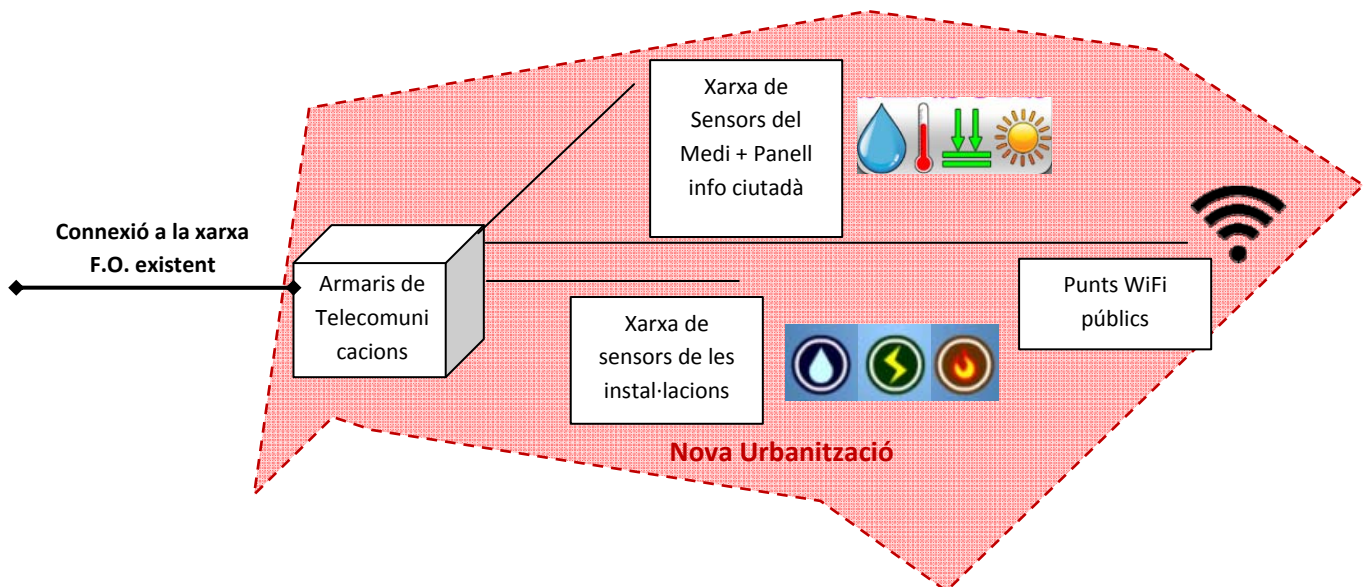 Xarxa de
Sensors del
Medi + Panell
info ciutadà
Connexió a la xarxa
F.O. existent
Armaris de
Telecomuni
cacions
Xarxa de
sensors de les
instal·lacions
Punts WiFi
públics
Nova Urbanització